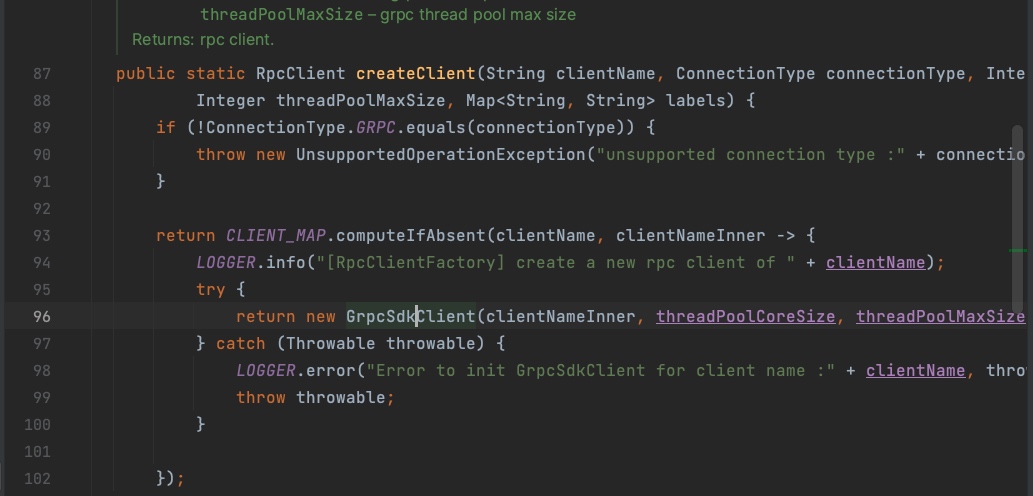 threadPoolMaxSize – grpc thread pool max size
Returns: rpc client.
87 public static RpcClient createClient(String clientName, ConnectionType connectionType, Inte
88 Integer threadPoolMaxSize, Map<String, String> labels) {
89 if (!ConnectionType.GRPC.equals(connectionType)) {
90 throw new UnsupportedOperationException("unsupported connection type :" + connectio
91 }
92
93 return CLIENT_MAP.computeIfAbsent(clientName, clientNameInner -> {
94 LOGGER.info("[RpcClientFactory] create a new rpc client of " + clientName);
95 try {
96 return new GrpcSdkClient(clientNameInner, threadPoolCoreSize, threadPoolMaxSize
97 } catch (Throwable throwable) {
98 LOGGER.error("Error to init GrpcSdkClient for client name :" + clientName, thro
99 throw throwable;
100 }
101
102 });